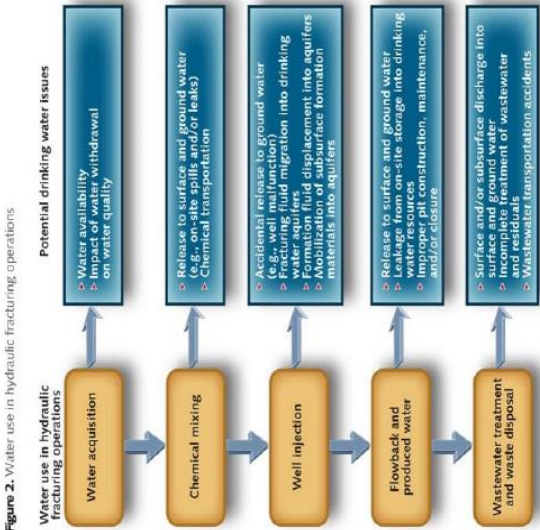 Figure 2. Water use in hydraulic fracturing operations
Water use in hydraulic
fracturing operations
Potential drinking water issues
Water acquisition
Water availability
Impact of water withdrawal
on water quality
Chemical mixing
Release to surface and ground water
(e.g., on-site spills and/or leaks)
Chemical transportation
Well injection
Accidental release to ground water
(e.g., well malfunction)
Fracturing fluid migration into drinking
water aquifers
Formation fluid displacement into aquifers
Mobilization of subsurface formation
materials into aquifers
Flowback and
produced water
Release to surface and ground water
Leakage from on-site storage into drinking
water resources
Improper pit construction, maintenance,
and/or closure
Wastewater treatment
and waste disposal
Surface and/or subsurface discharge into
surface and ground water
Incomplete treatment of wastewater
and residuals
Wastewater transportation accidents